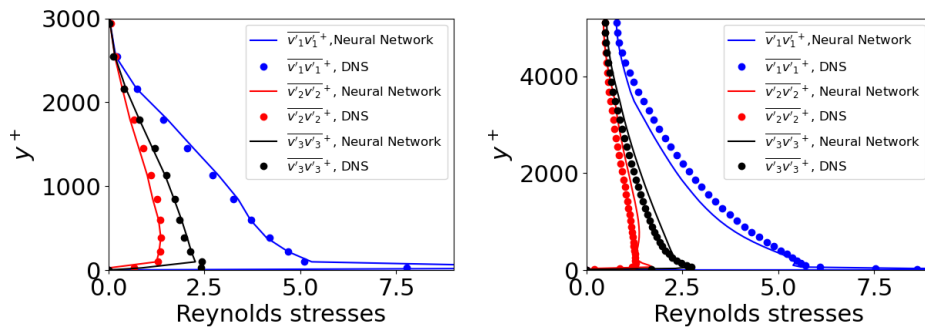 3000
2000
1000
0
y⁺
0.0 2.5 5.0 7.5
Reynolds stresses
v'₁v'₁⁺,Neural Network
v'₁v'₁⁺, DNS
v'₂v'₂⁺, Neural Network
v'₂v'₂⁺, DNS
v'₃v'₃⁺, Neural Network
v'₃v'₃⁺, DNS
4000
2000
0
y⁺
0.0 2.5 5.0 7.5
Reynolds stresses
v'₁v'₁⁺,Neural Network
v'₁v'₁⁺, DNS
v'₂v'₂⁺, Neural Network
v'₂v'₂⁺, DNS
v'₃v'₃⁺, Neural Network
v'₃v'₃⁺, DNS